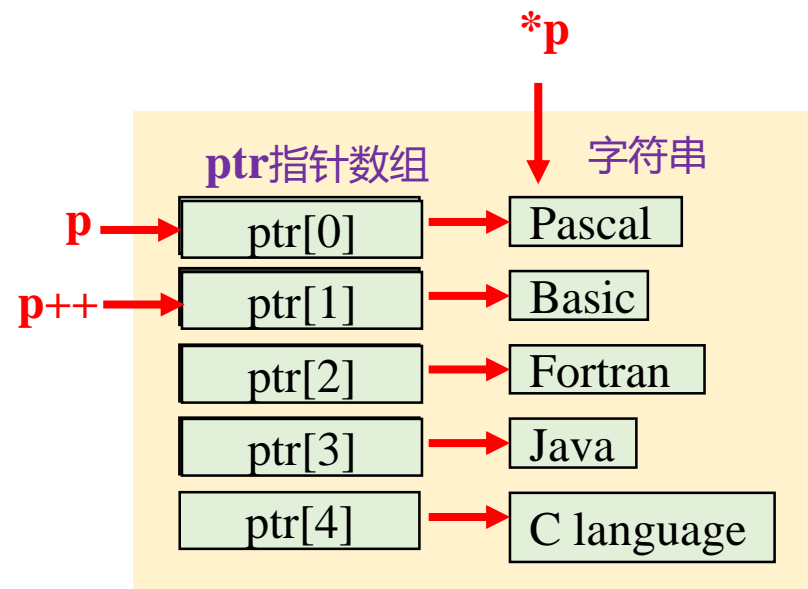 *p
ptr指针数组 字符串
p ptr[0] Pascal
p++ ptr[1] Basic
ptr[2] Fortran
ptr[3] Java
ptr[4] C language